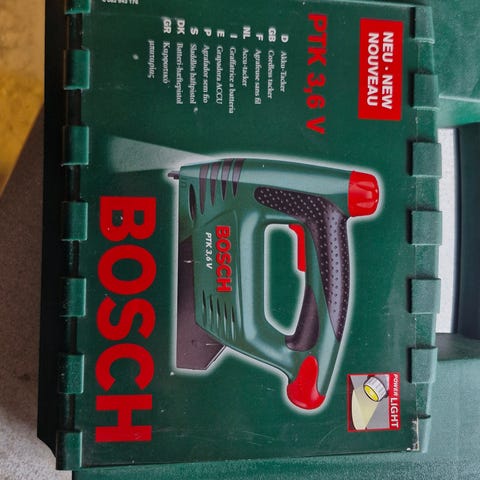 NEU · NEW
NOUVEAU
PTK 3,6 V
D Akku-Tacker
GB Cordless tacker
F Agrafeuse sans fil
NL Accu-tacker
I Graffatrice a batteria
E Grapadora ACCU
P Agrafador sem fio
S Sladdlös häftpistol
DK Batteri-hæftepistol
GR Καρφωτικό
μπαταρίας
BOSCH
PTK 3,6 V
POWER
LIGHT
BOSCH